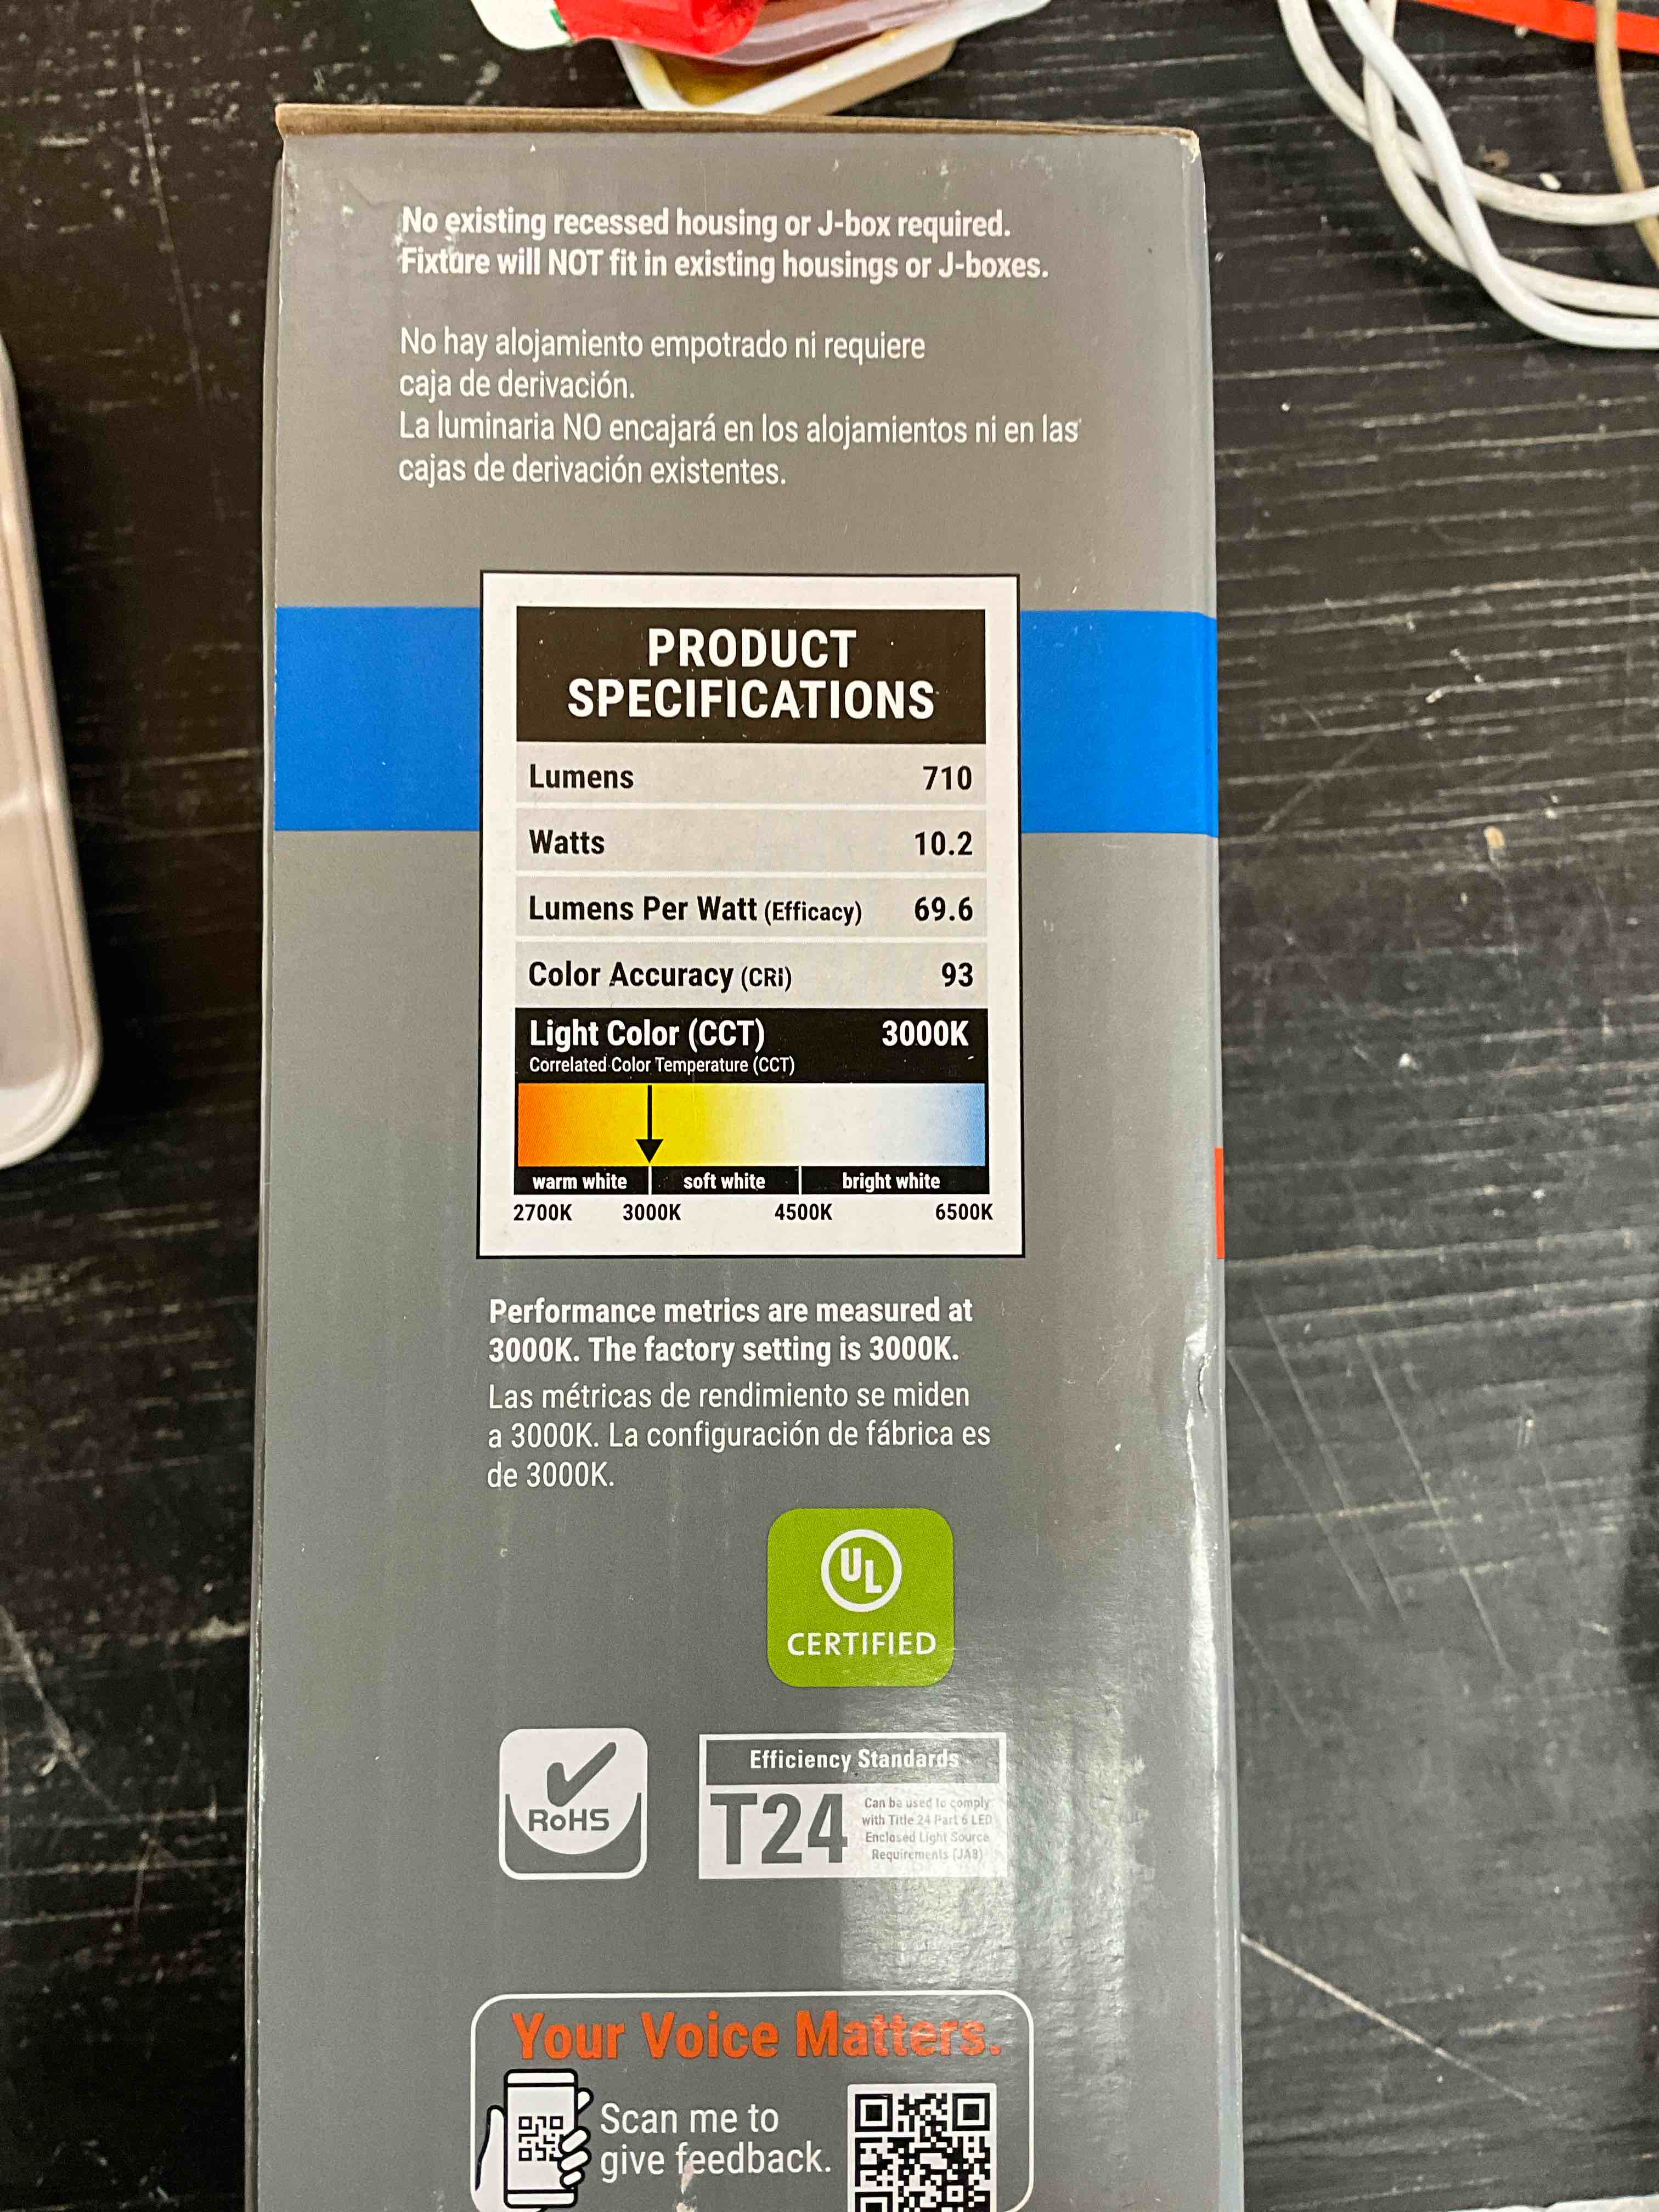 No existing recessed housing or J-box required.
Fixture will NOT fit in existing housings or J-boxes.
No hay alojamiento empotrado ni requiere
caja de derivación.
La luminaria NO encajará en los alojamientos ni en las
cajas de derivación existentes.
PRODUCT
SPECIFICATIONS
Lumens 710
Watts 10.2
Lumens Per Watt (Efficacy) 69.6
Color Accuracy (CRi) 93
Light Color (CCT) 3000K
Correlated Color Temperature (CCT)
warm white soft white bright white
2700K 3000K 4500K 6500K
Performance metrics are measured at
3000K. The factory setting is 3000K.
Las métricas de rendimiento se miden
a 3000K. La configuración de fábrica es
de 3000K.
UL
CERTIFIED
RoHS
Efficiency Standards
T24
Can be used to comply
with Title 24 Part 6 LED
Enclosed Light Source
Requirements (JA8)
Your Voice Matters.
Scan me to
give feedback.